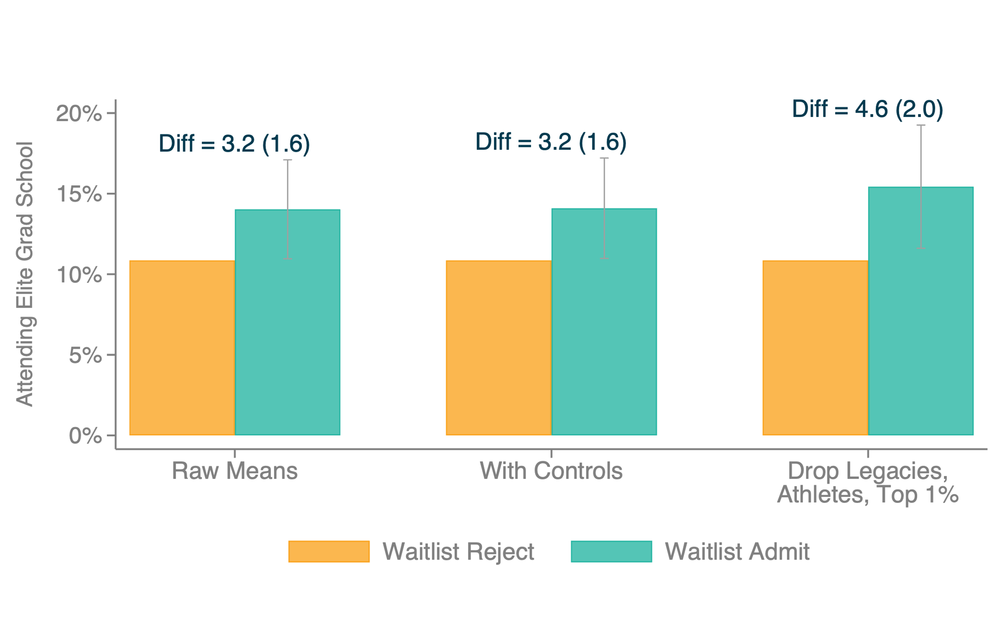 Attending Elite Grad School
20%
15%
10%
5%
0%
Diff = 3.2 (1.6)
Diff = 3.2 (1.6)
Diff = 4.6 (2.0)
Raw Means
With Controls
Drop Legacies,
Athletes, Top 1%
Waitlist Reject
Waitlist Admit